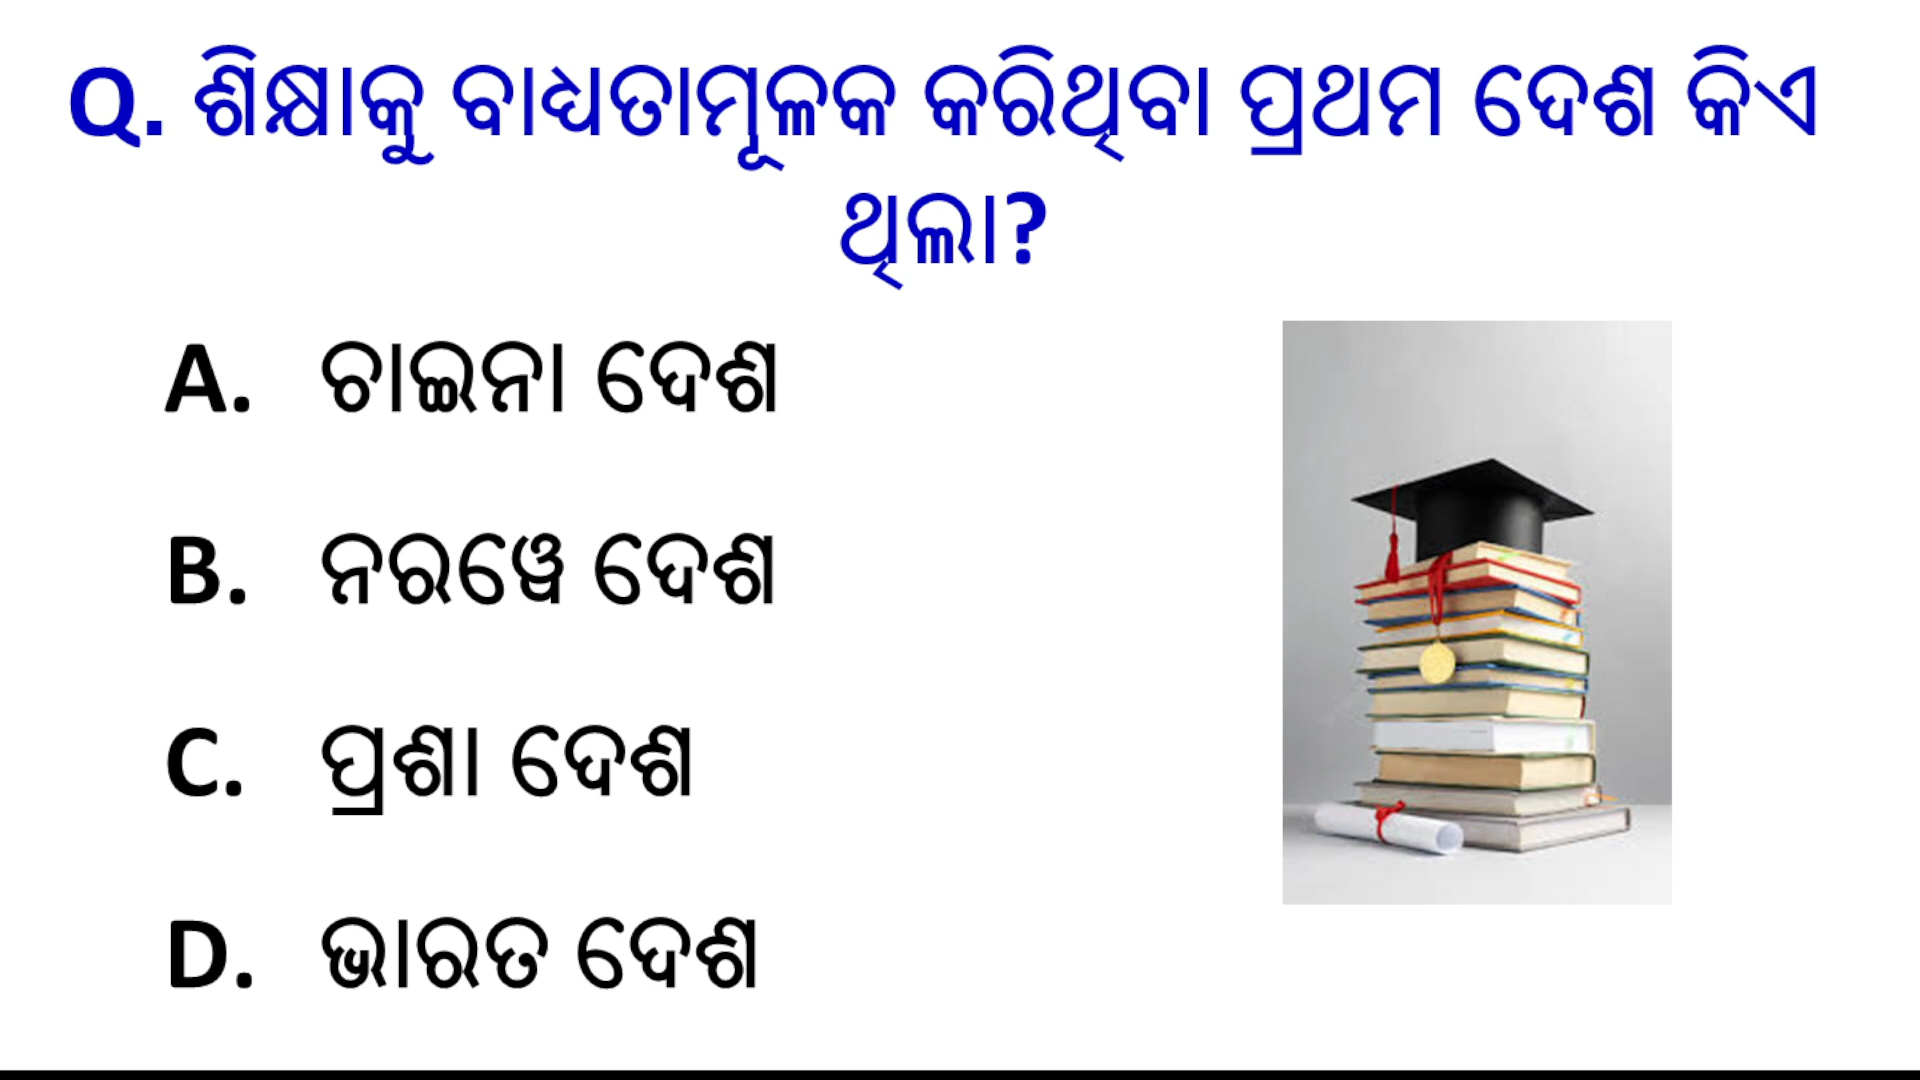 Q. ଶିକ୍ଷାକୁ ବାଧ୍ୟତାମୂଳକ କରିଥିବା ପ୍ରଥମ ଦେଶ କିଏ
ଥିଲା?
A. ଚାଇନା ଦେଶ
B. ନରୱେ ଦେଶ
C. ପ୍ରଶା ଦେଶ
D. ଭାରତ ଦେଶ